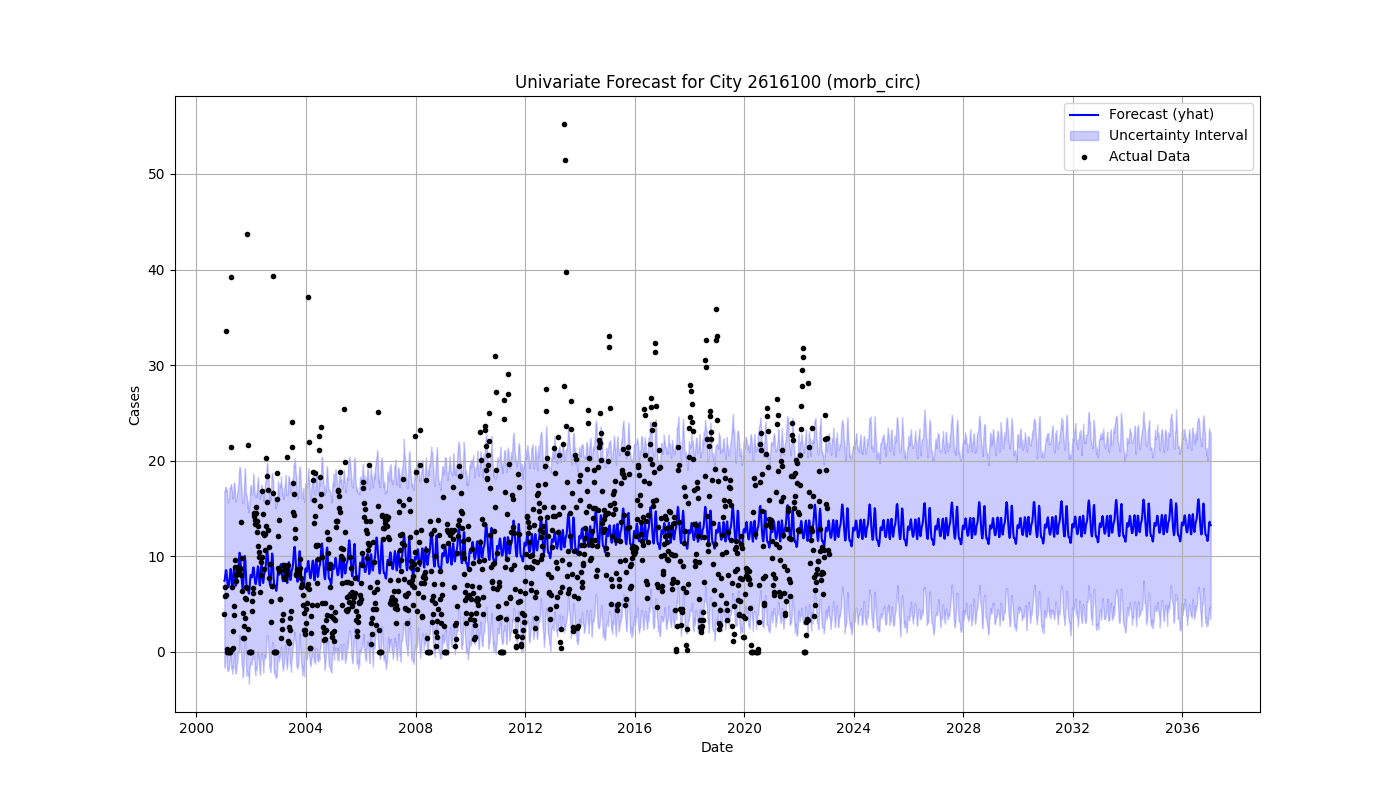 Univariate Forecast for City 2616100 (morb_circ)
Forecast (yhat)
Uncertainty Interval
Actual Data
50
40
30
20
10
0
Cases
2000 2004 2008 2012 2016 2020 2024 2028 2032 2036
Date